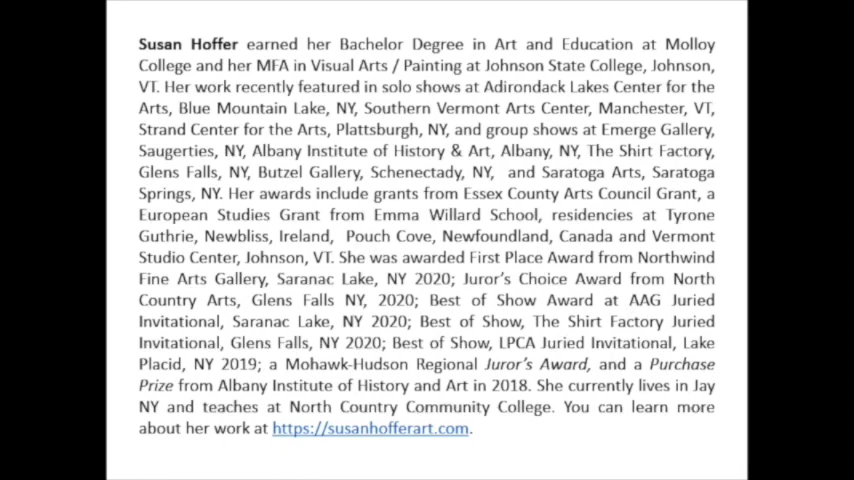 Susan Hoffer earned her Bachelor Degree in Art and Education at Molloy
College and her MFA in Visual Arts / Painting at Johnson State College, Johnson,
VT. Her work recently featured in solo shows at Adirondack Lakes Center for the
Arts, Blue Mountain Lake, NY, Southern Vermont Arts Center, Manchester, VT,
Strand Center for the Arts, Plattsburgh, NY, and group shows at Emerge Gallery,
Saugerties, NY, Albany Institute of History & Art, Albany, NY, The Shirt Factory,
Glens Falls, NY, Butzel Gallery, Schenectady, NY, and Saratoga Arts, Saratoga
Springs, NY. Her awards include grants from Essex County Arts Council Grant, a
European Studies Grant from Emma Willard School, residencies at Tyrone
Guthrie, Newbliss, Ireland, Pouch Cove, Newfoundland, Canada and Vermont
Studio Center, Johnson, VT. She was awarded First Place Award from Northwind
Fine Arts Gallery, Saranac Lake, NY 2020; Juror's Choice Award from North
Country Arts, Glens Falls NY, 2020; Best of Show Award at AAG Juried
Invitational, Saranac Lake, NY 2020; Best of Show, The Shirt Factory Juried
Invitational, Glens Falls, NY 2020; Best of Show, LPCA Juried Invitational, Lake
Placid, NY 2019; a Mohawk-Hudson Regional Juror's Award, and a Purchase
Prize from Albany Institute of History and Art in 2018. She currently lives in Jay
NY and teaches at North Country Community College. You can learn more
about her work at https://susanhofferart.com.